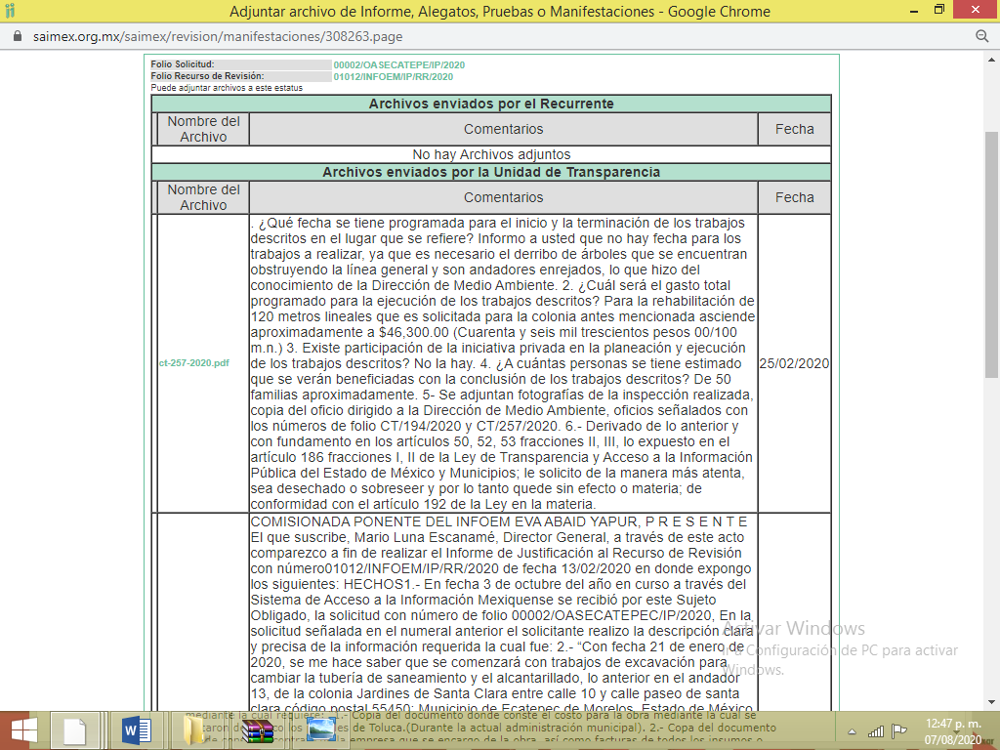 Adjuntar archivo de Informe, Alegatos, Pruebas o Manifestaciones - Google Chrome
saimex.org.mx/saimex/revision/manifestaciones/308263.page
Folio Solicitud: 00002/OASECATEPE/IP/2020
Folio Recurso de Revisión: 01012/INFOEM/IP/RR/2020
Puede adjuntar archivos a este estatus
Archivos enviados por el Recurrente
Nombre del Archivo Comentarios Fecha
No hay Archivos adjuntos
Archivos enviados por la Unidad de Transparencia
Nombre del Archivo Comentarios Fecha
. ¿Qué fecha se tiene programada para el inicio y la terminación de los trabajos
descritos en el lugar que se refiere? Informo a usted que no hay fecha para los
trabajos a realizar, ya que es necesario el derribo de árboles que se encuentran
obstruyendo la línea general y son andadores enrejados, lo que hizo del
conocimiento de la Dirección de Medio Ambiente. 2. ¿Cuál será el gasto total
programado para la ejecución de los trabajos descritos? Para la rehabilitación de
120 metros lineales que es solicitada para la colonia antes mencionada asciende
aproximadamente a $46,300.00 (Cuarenta y seis mil trescientos pesos 00/100
m.n.) 3. Existe participación de la iniciativa privada en la planeación y ejecución
ct-257-2020.pdf de los trabajos descritos? No la hay. 4. ¿A cuántas personas se tiene estimado 25/02/2020
que se verán beneficiadas con la conclusión de los trabajos descritos? De 50
familias aproximadamente. 5- Se adjuntan fotografías de la inspección realizada,
copia del oficio dirigido a la Dirección de Medio Ambiente, oficios señalados con
los números de folio CT/194/2020 y CT/257/2020. 6.- Derivado de lo anterior y
con fundamento en los artículos 50, 52, 53 fracciones II, III, lo expuesto en el
artículo 186 fracciones I, II de la Ley de Transparencia y Acceso a la Información
Pública del Estado de México y Municipios; le solicito de la manera más atenta,
sea desechado o sobreseer y por lo tanto quede sin efecto o materia; de
conformidad con el artículo 192 de la Ley en la materia.
COMISIONADA PONENTE DEL INFOEM EVA ABAID YAPUR, P R E S E N T E
El que suscribe, Mario Luna Escanamé, Director General, a través de este acto
comparezco a fin de realizar el Informe de Justificación al Recurso de Revisión
con número01012/INFOEM/IP/RR/2020 de fecha 13/02/2020 en donde expongo
los siguientes: HECHOS1.- En fecha 3 de octubre del año en curso a través del
Sistema de Acceso a la Información Mexiquense se recibió por este Sujeto
Obligado, la solicitud con número de folio 00002/OASECATEPEC/IP/2020, En la
solicitud señalada en el numeral anterior el solicitante realizo la descripción clara
y precisa de la información requerida la cual fue: 2.- “Con fecha 21 de enero de
2020, se me hace saber que se comenzará con trabajos de excavación para
cambiar la tubería de saneamiento y el alcantarillado, lo anterior en el andador
13, de la colonia Jardines de Santa Clara entre calle 10 y calle paseo de santa
clara código postal 55450; Municipio de Ecatepec de Morelos, Estado de México
Activar Windows
Ir a Configuración de PC para activar
Windows.
mediante la cual requiere: 1.- Copia del documento donde conste el costo para la obra mediante la cual se
de Toluca.(Durante la actual administración municipal). 2.- Copa del documento
empresa que se encargo de la obra, así como facturas de todos los insumos o
12:47 p. m.
07/08/2020